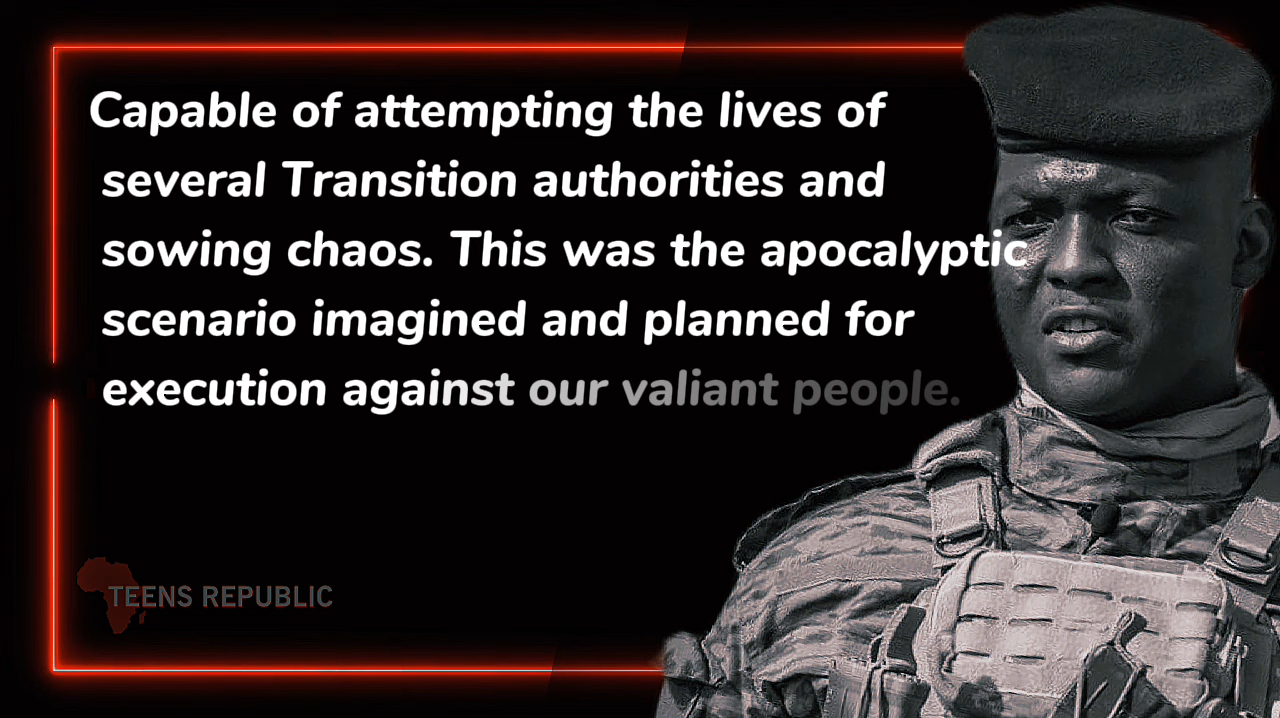 Capable of attempting the lives of
several Transition authorities and
sowing chaos. This was the apocalyptic
scenario imagined and planned for
execution against our valiant people.
TEENS REPUBLIC